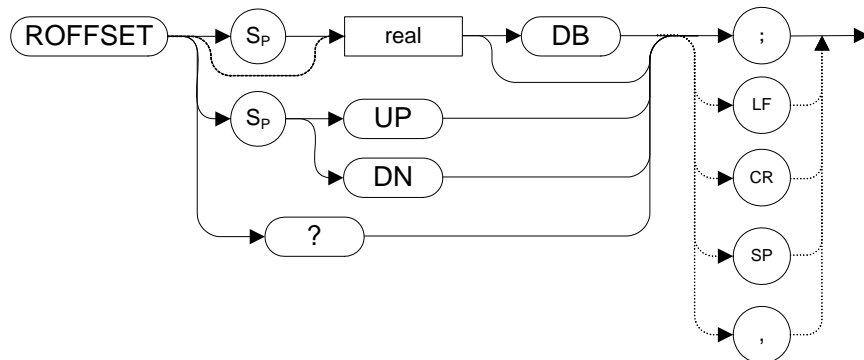 ROFFSET
SP
real
DB
;
SP
UP
LF
DN
CR
?
SP
,